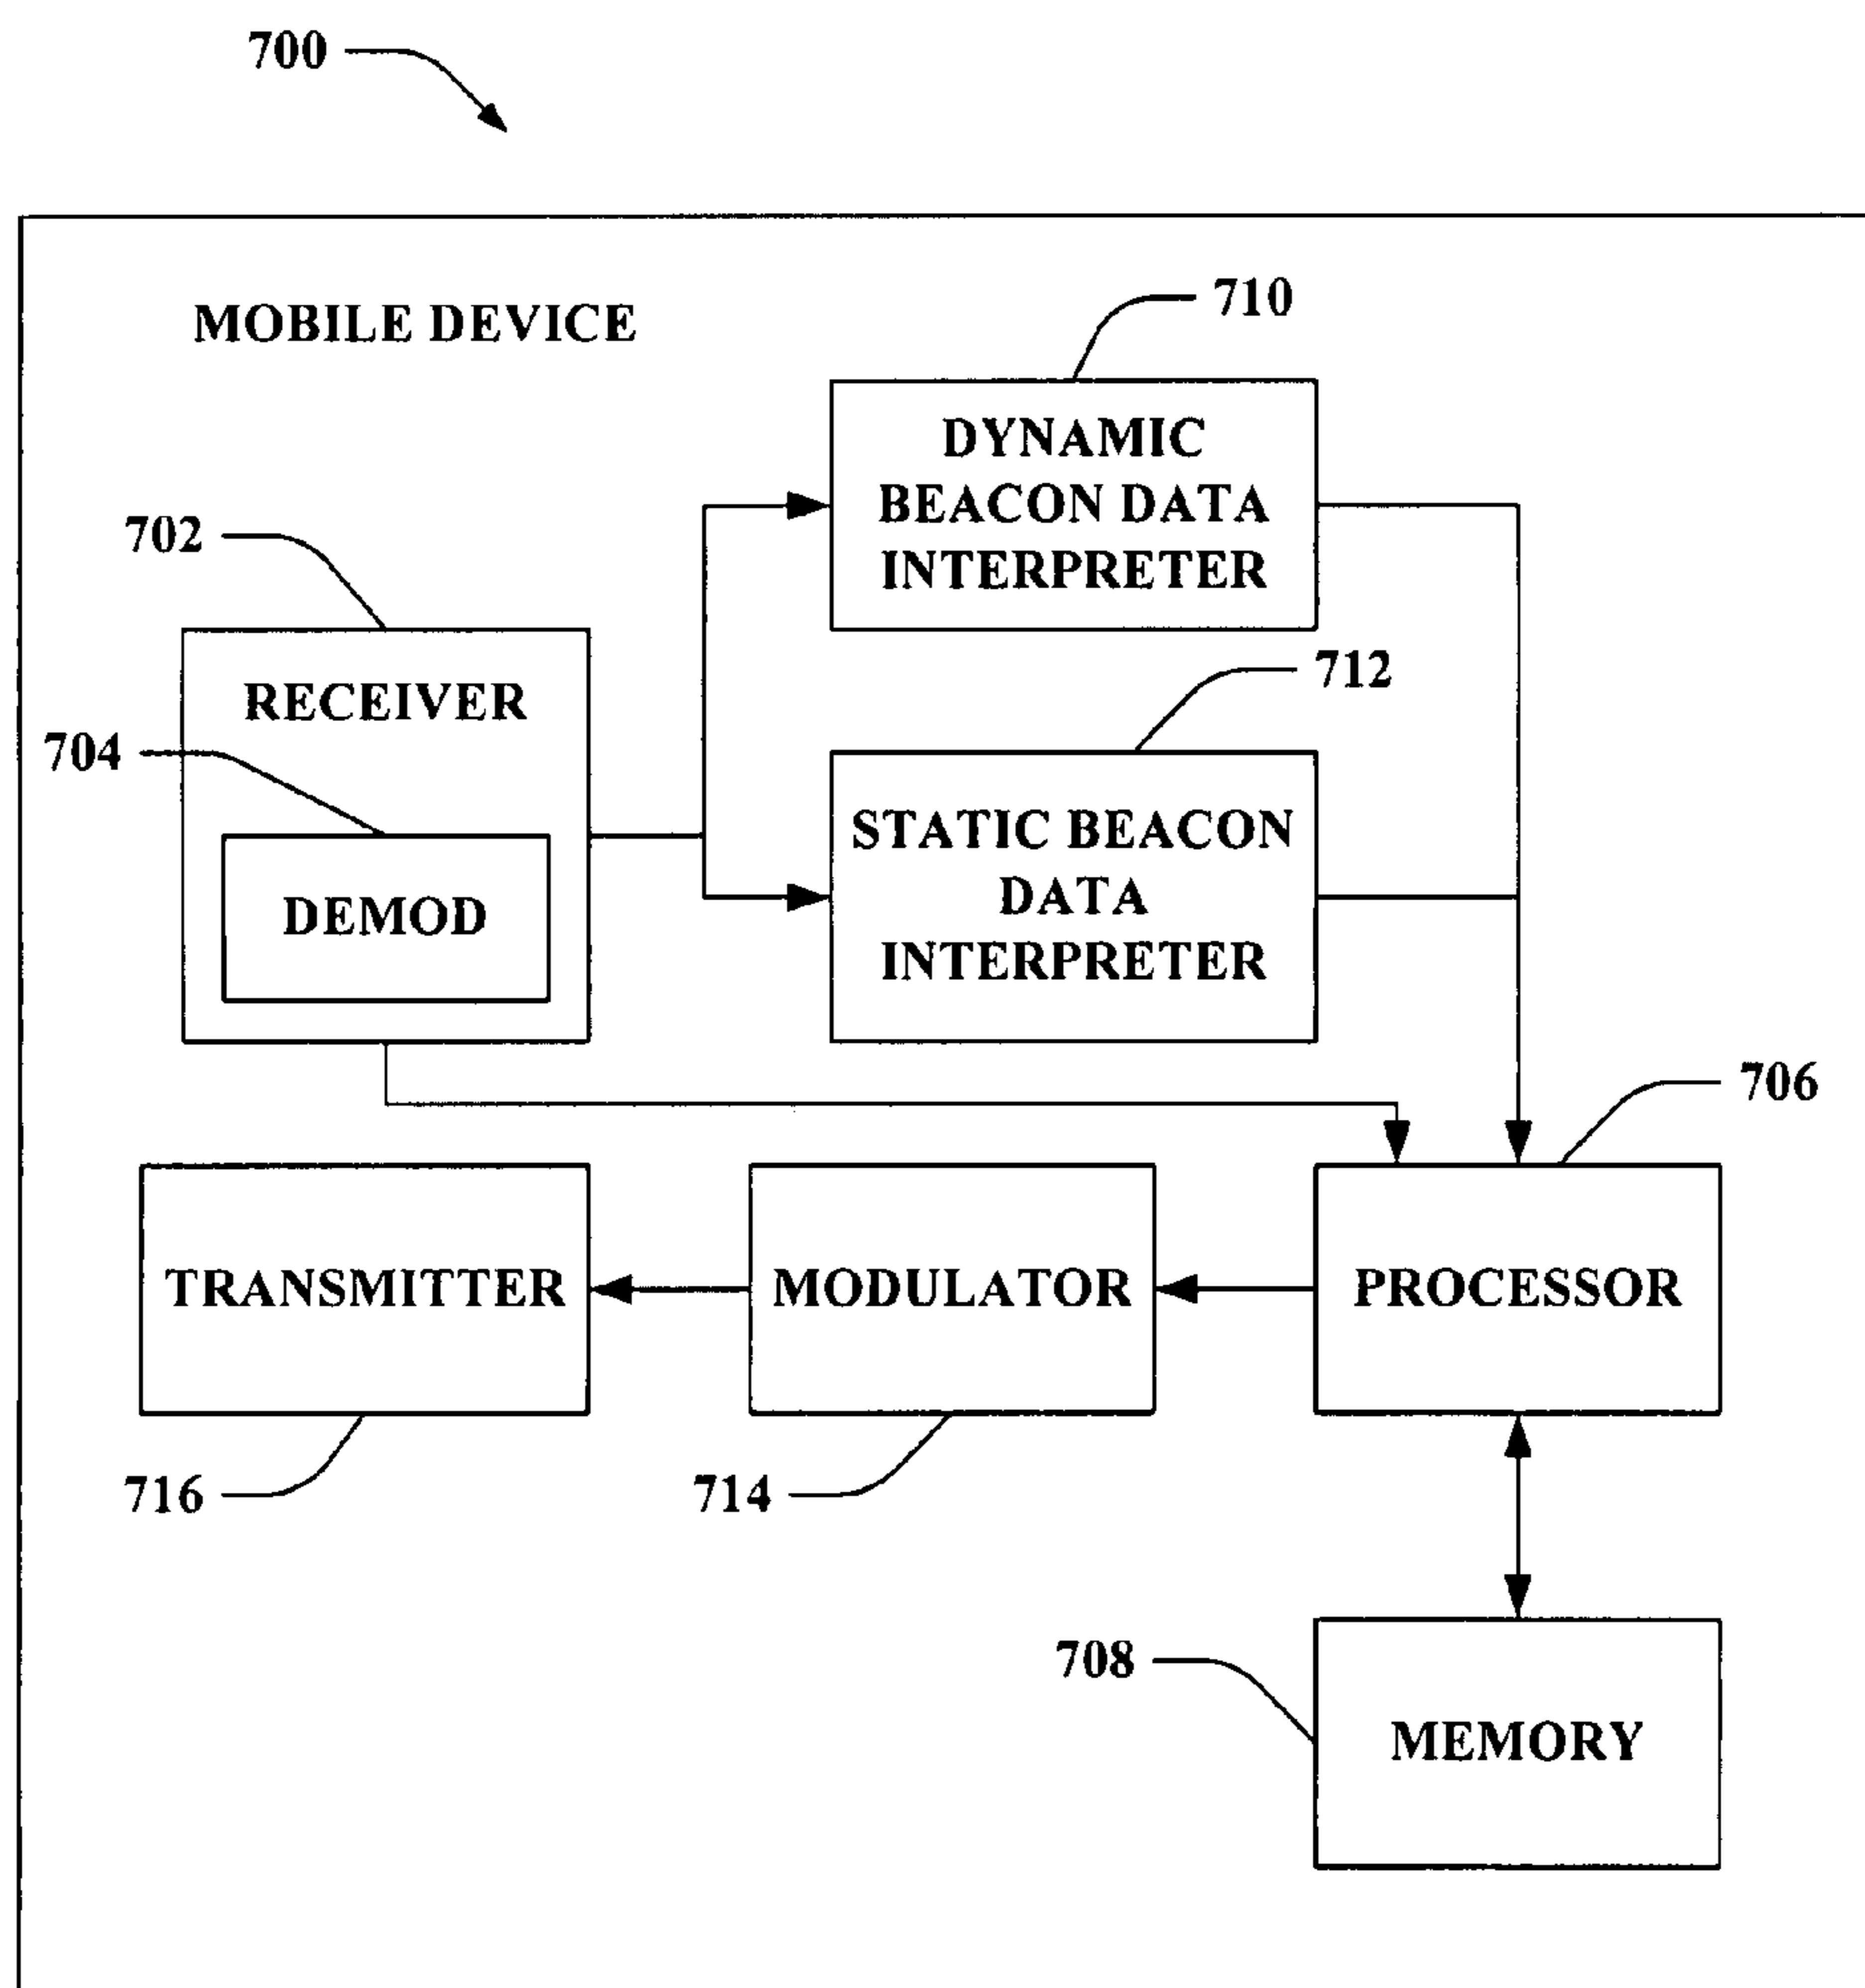 700
MOBILE DEVICE
710
DYNAMIC
BEACON DATA
INTERPRETER
702
712
RECEIVER
704
STATIC BEACON
DATA
INTERPRETER
DEMOD
706
TRANSMITTER
MODULATOR
PROCESSOR
716
714
708
MEMORY